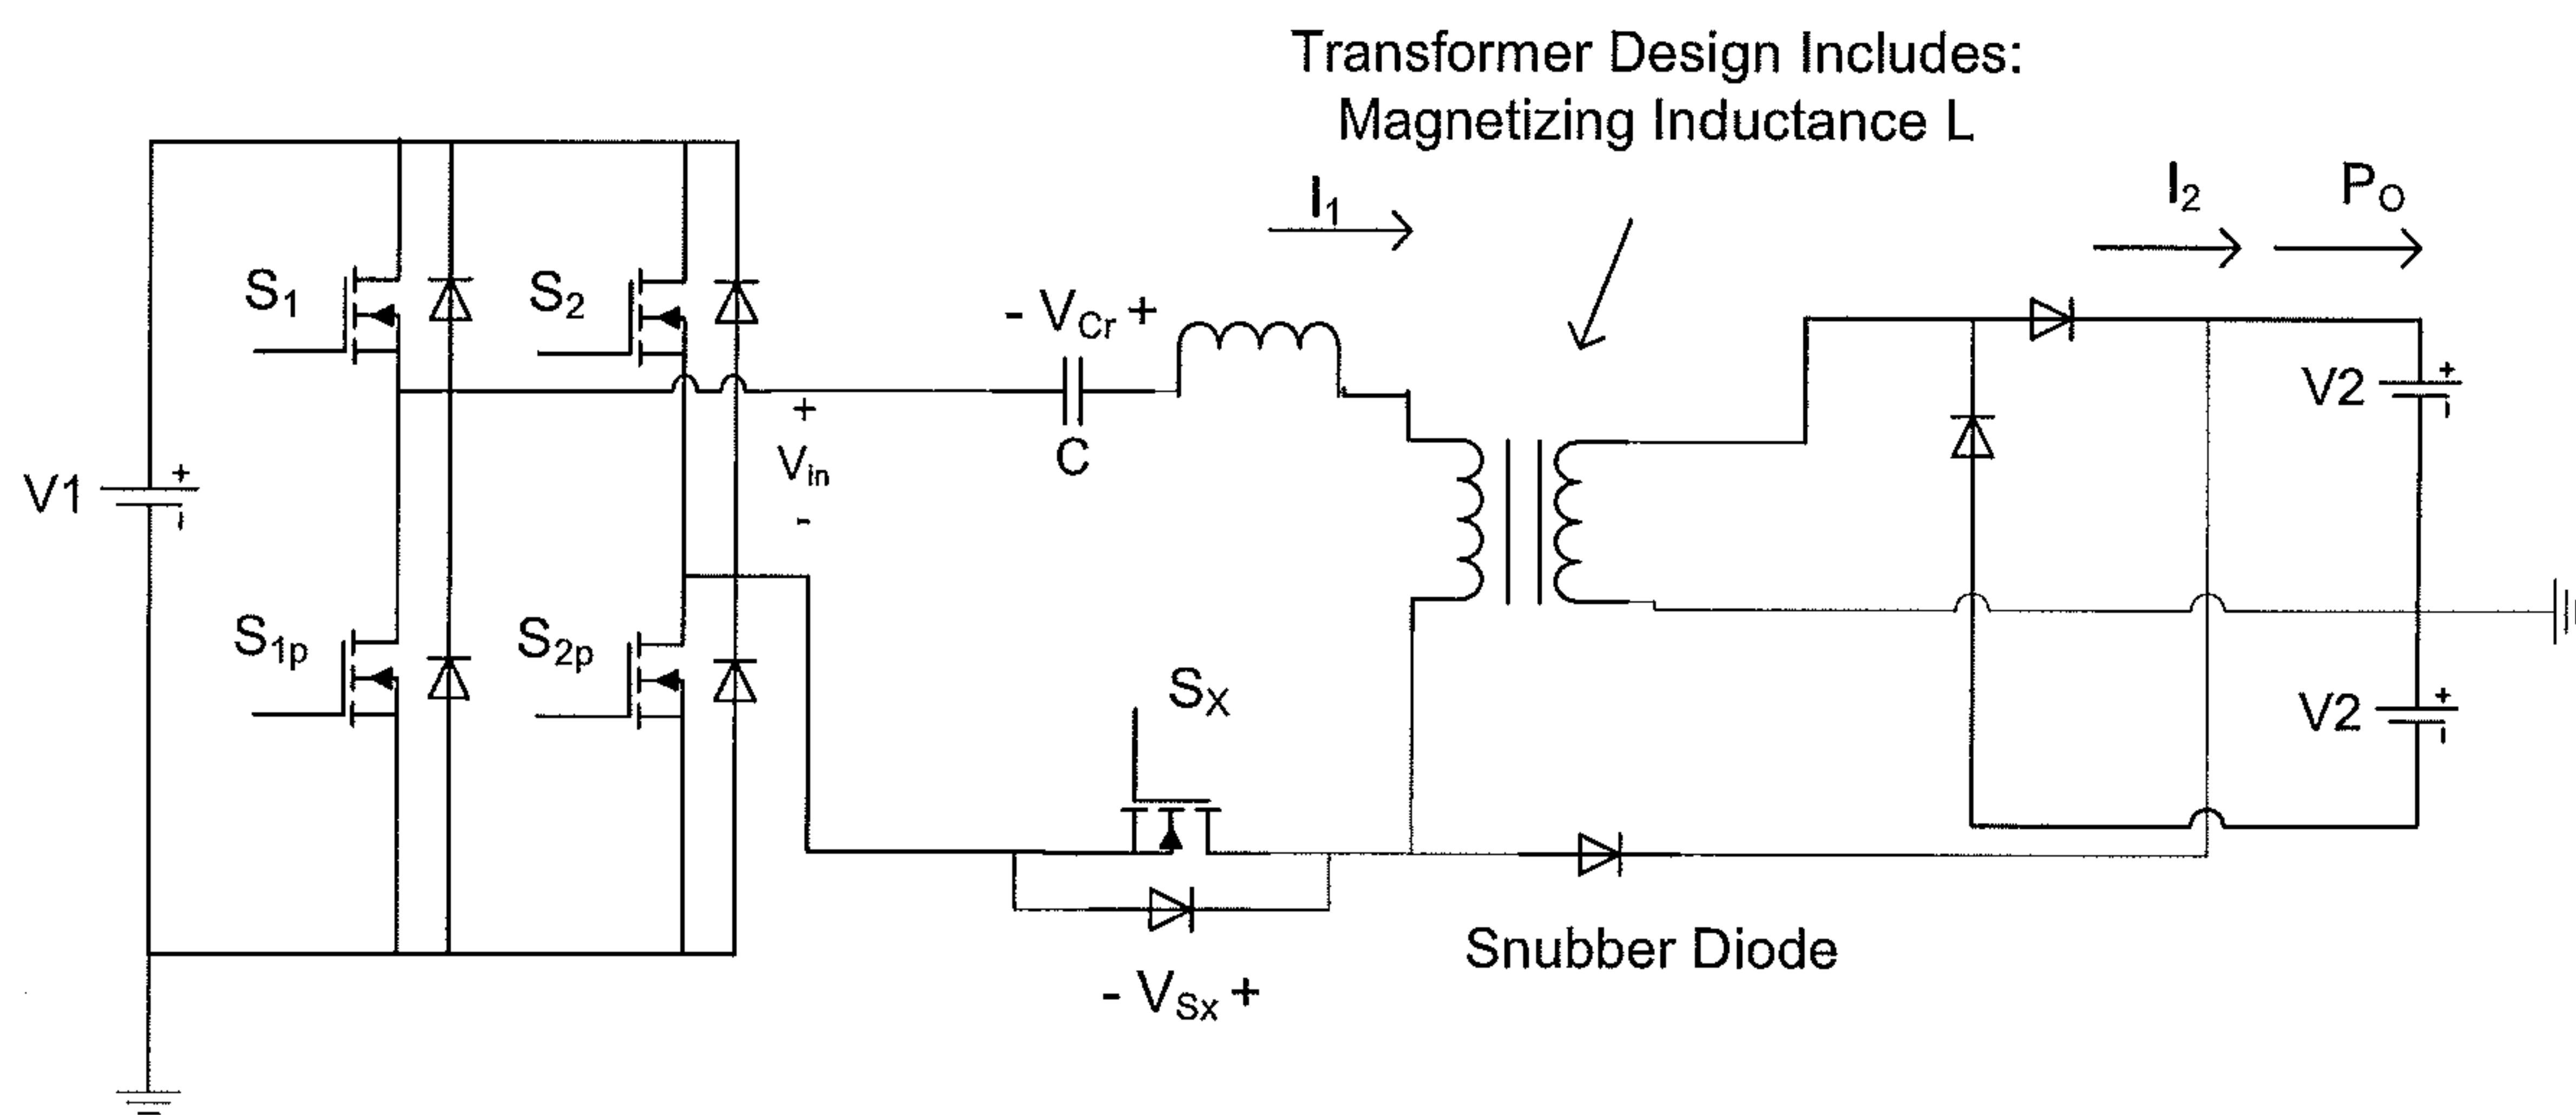 Transformer Design Includes:
Magnetizing Inductance L
I1
I2
PO
S1
S2
- VCr +
C
+
Vin
-
V1
+
-
V2
+
-
S1p
S2p
SX
V2
+
-
Snubber Diode
- VSx +